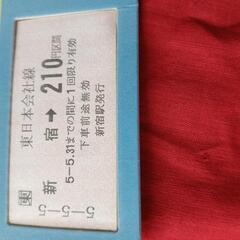 東日本会社線
新宿→210円区間
5-5.31までの間に1回限り有効
下車前途無効
新宿駅発行
東
5-5-5